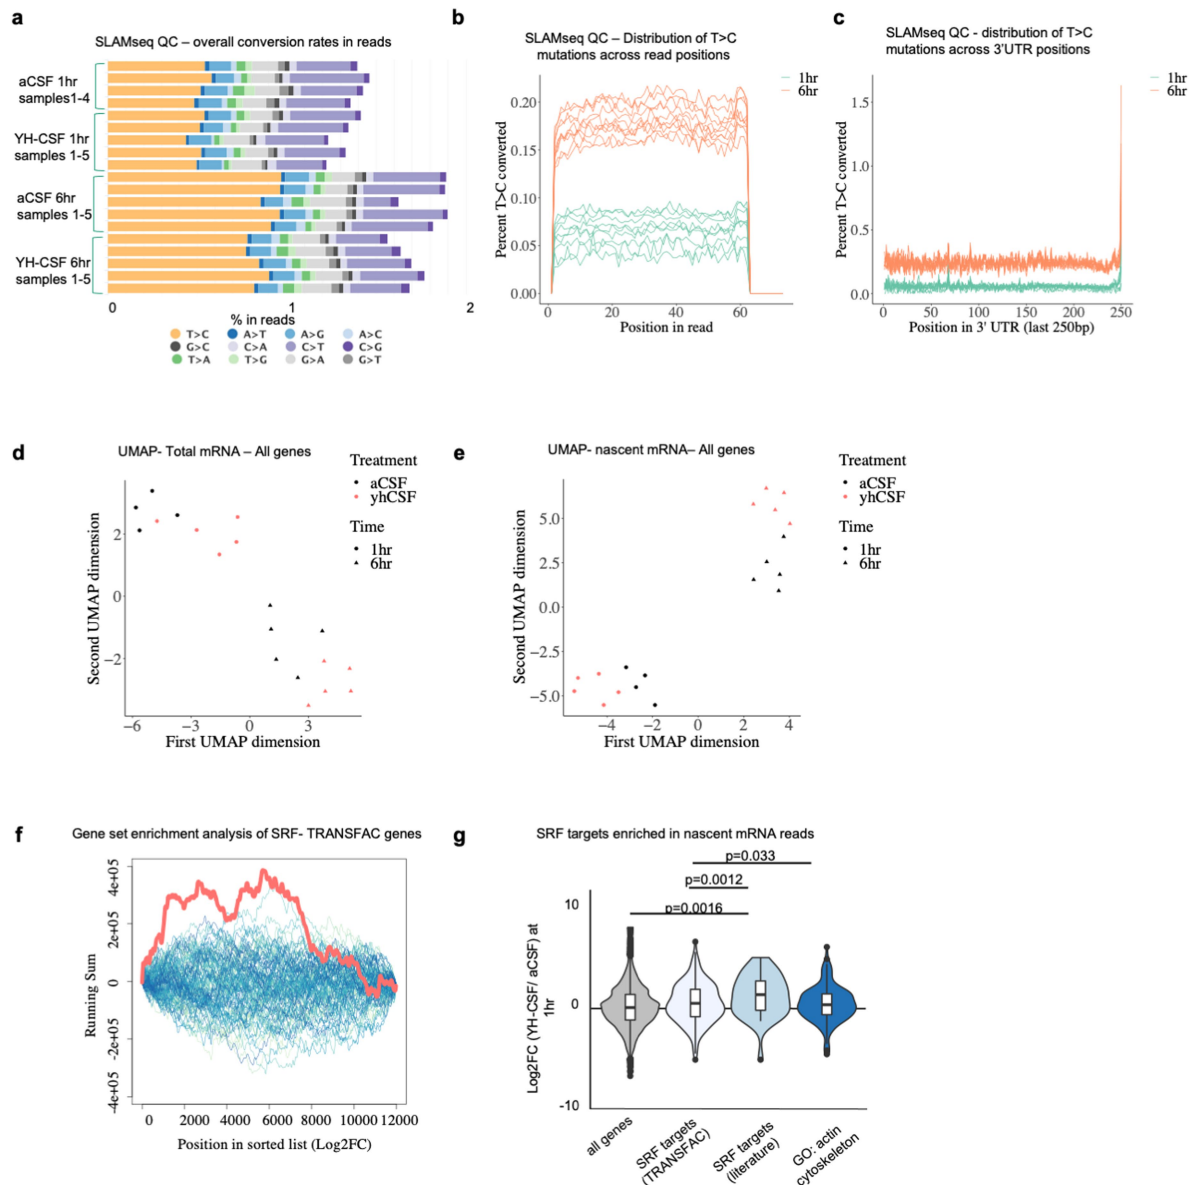 a
SLAMseq QC – overall conversion rates in reads
aCSF 1hr
samples1-4
YH-CSF 1hr
samples 1-5
aCSF 6hr
samples 1-5
YH-CSF 6hr
samples 1-5
0 1 2
% in reads
T>C A>T A>G A>C
G>C C>A C>T C>G
T>A T>G G>A G>T
b
SLAMseq QC – Distribution of T>C
mutations across read positions
1hr
6hr
Percent T>C converted
0.20
0.15
0.10
0.05
0.00
0 20 40 60
Position in read
c
SLAMseq QC - distribution of T>C
mutations across 3'UTR positions
1hr
6hr
Percent T>C converted
1.5
1.0
0.5
0.0
0 50 100 150 200 250
Position in 3' UTR (last 250bp)
d
UMAP- Total mRNA – All genes
Treatment
aCSF
yhCSF
Time
1hr
6hr
Second UMAP dimension
2
0
−2
−6 −3 0 3
First UMAP dimension
e
UMAP- nascent mRNA– All genes
Treatment
aCSF
yhCSF
Time
1hr
6hr
Second UMAP dimension
5.0
2.5
0.0
−2.5
−5.0
−4 −2 0 2 4
First UMAP dimension
f
Gene set enrichment analysis of SRF- TRANSFAC genes
Running Sum
4e+05
2e+05
0
-2e+05
-4e+05
0 2000 4000 6000 8000 10000 12000
Position in sorted list (Log2FC)
g
SRF targets enriched in nascent mRNA reads
p=0.033
p=0.0012
p=0.0016
Log2FC (YH-CSF/ aCSF) at
1hr
10
0
-10
all genes
SRF targets
(TRANSFAC)
SRF targets
(literature)
GO: actin
cytoskeleton